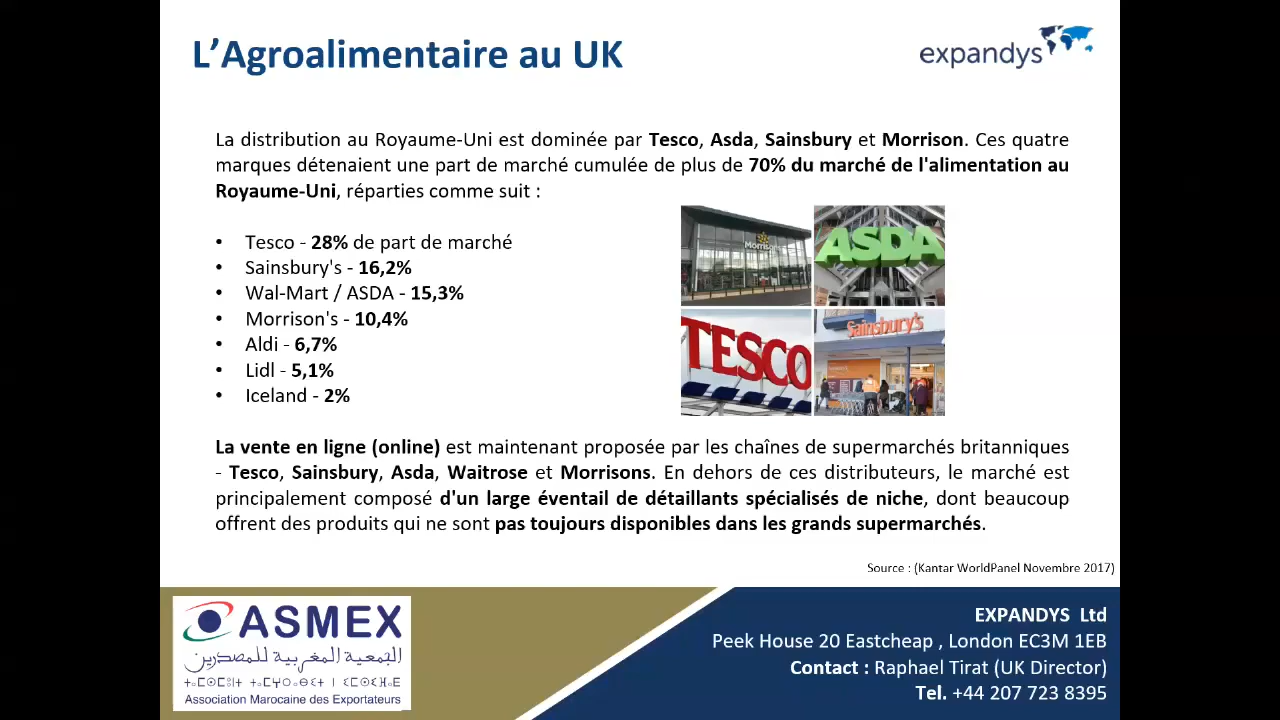 L'Agroalimentaire au UK
expandys
La distribution au Royaume-Uni est dominée par Tesco, Asda, Sainsbury et Morrison. Ces quatre
marques détenaient une part de marché cumulée de plus de 70% du marché de l'alimentation au
Royaume-Uni, réparties comme suit :
• Tesco - 28% de part de marché
• Sainsbury's - 16,2%
• Wal-Mart / ASDA - 15,3%
• Morrison's - 10,4%
• Aldi - 6,7%
• Lidl - 5,1%
• Iceland - 2%
Morrisons
ASDA
TESCO
Sainsbury's
La vente en ligne (online) est maintenant proposée par les chaînes de supermarchés britanniques
- Tesco, Sainsbury, Asda, Waitrose et Morrisons. En dehors de ces distributeurs, le marché est
principalement composé d'un large éventail de détaillants spécialisés de niche, dont beaucoup
offrent des produits qui ne sont pas toujours disponibles dans les grands supermarchés.
Source : (Kantar WorldPanel Novembre 2017)
ASMEX
الجمعية المغربية للمصدرين
Association Marocaine des Exportateurs
EXPANDYS Ltd
Peek House 20 Eastcheap , London EC3M 1EB
Contact : Raphael Tirat (UK Director)
Tel. +44 207 723 8395